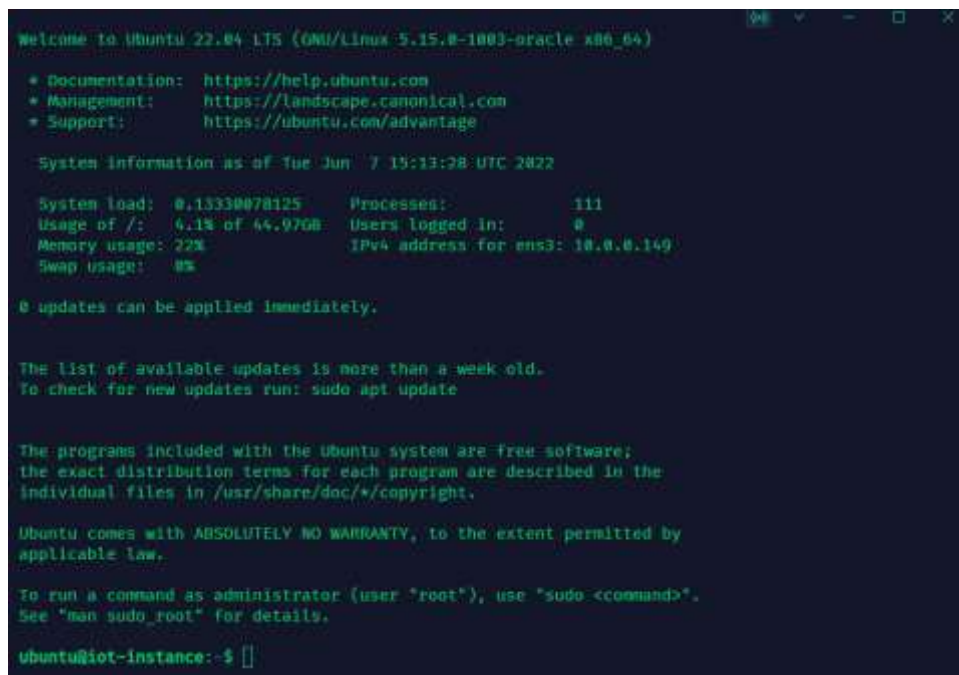 Welcome to Ubuntu 22.04 LTS (GNU/Linux 5.15.0-1003-oracle x86_64)
* Documentation: https://help.ubuntu.com
* Management: https://landscape.canonical.com
* Support: https://ubuntu.com/advantage
System information as of Tue Jun 7 15:13:28 UTC 2022
System load: 0.13330078125 Processes: 111
Usage of /: 4.1% of 44.97GB Users logged in: 0
Memory usage: 22% IPv4 address for ens3: 10.0.0.149
Swap usage: 0%
0 updates can be applied immediately.
The list of available updates is more than a week old.
To check for new updates run: sudo apt update
The programs included with the Ubuntu system are free software;
the exact distribution terms for each program are described in the
individual files in /usr/share/doc/*/copyright.
Ubuntu comes with ABSOLUTELY NO WARRANTY, to the extent permitted by
applicable law.
To run a command as administrator (user "root"), use "sudo <command>".
See "man sudo_root" for details.
ubuntu@iot-instance:~$